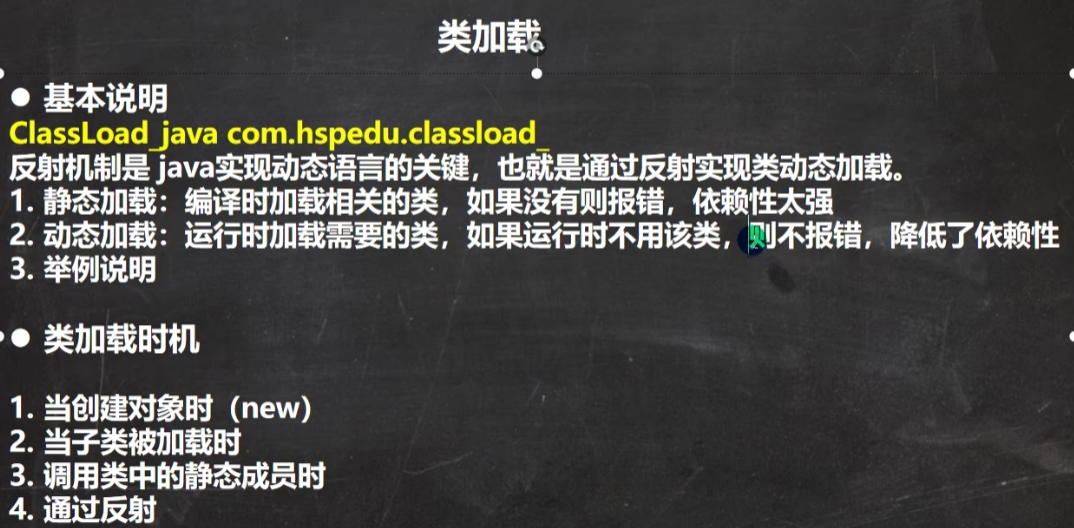 类加载
● 基本说明
ClassLoad_java com.hspedu.classload_
反射机制是 java实现动态语言的关键，也就是通过反射实现类动态加载。
1. 静态加载：编译时加载相关的类，如果没有则报错，依赖性太强
2. 动态加载：运行时加载需要的类，如果运行时不用该类，则不报错，降低了依赖性
3. 举例说明
● 类加载时机
1. 当创建对象时（new）
2. 当子类被加载时
3. 调用类中的静态成员时
4. 通过反射